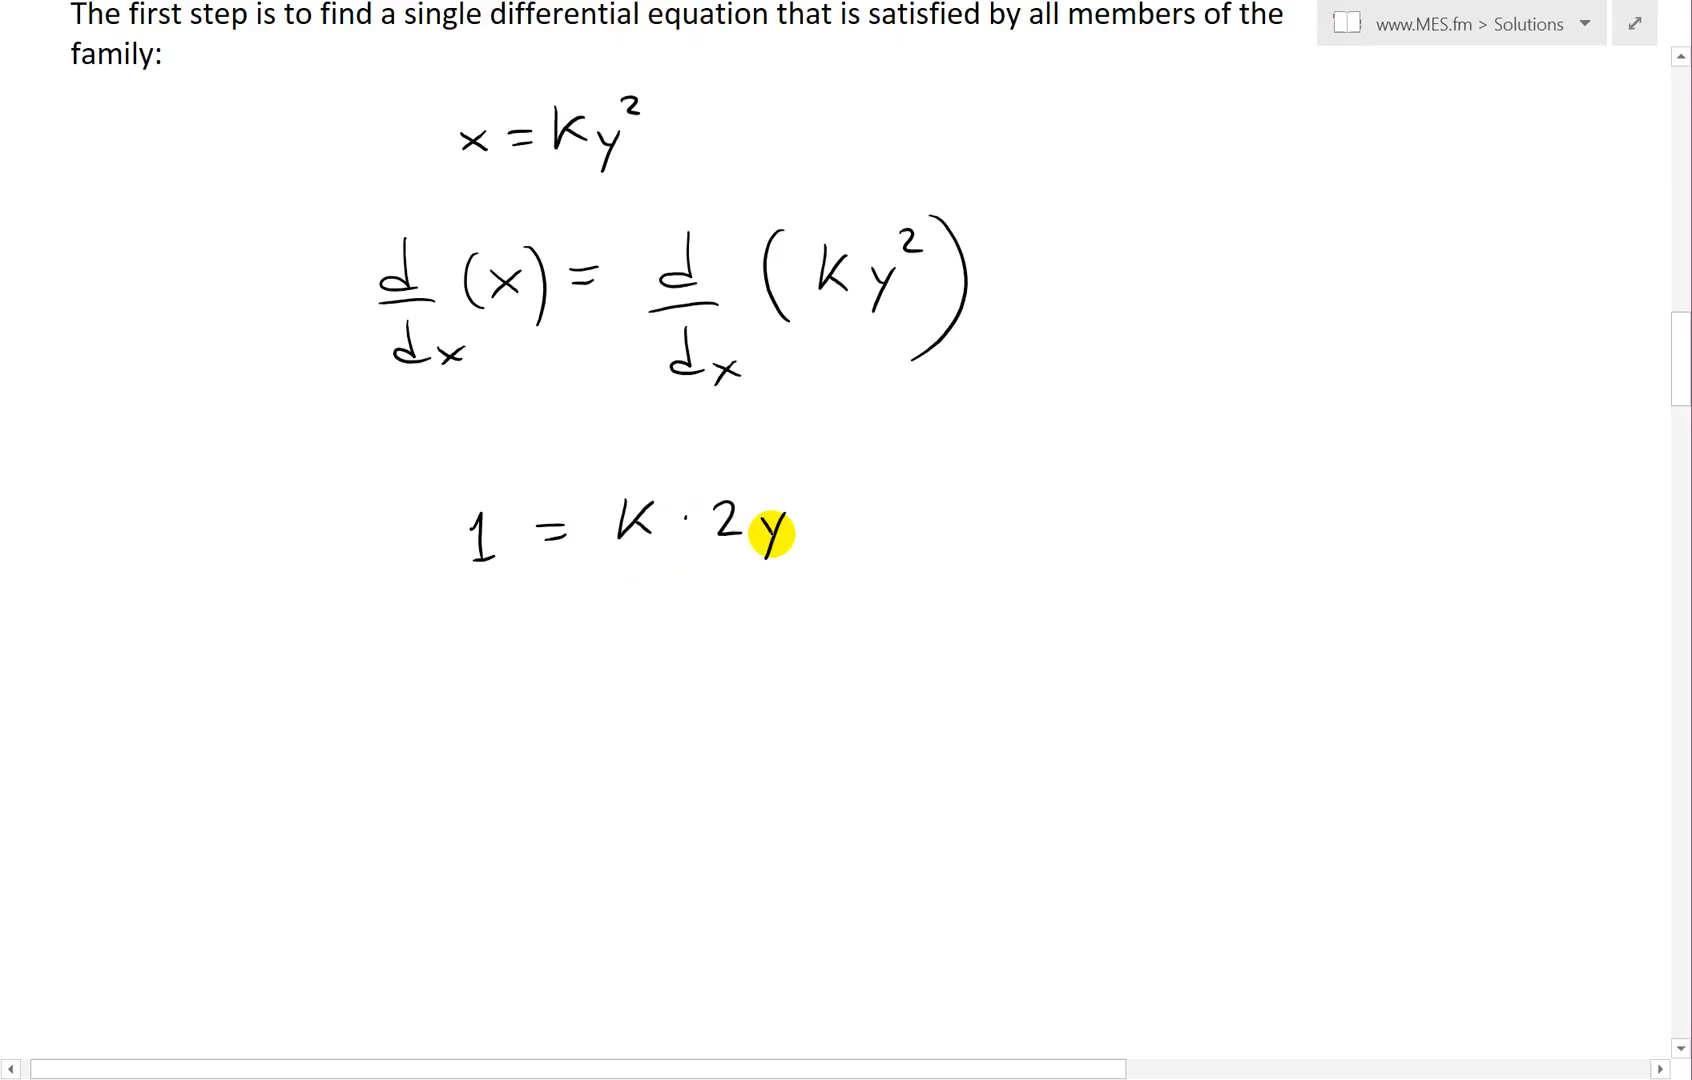 The first step is to find a single differential equation that is satisfied by all members of the
family:
www.MES.fm > Solutions
x = Ky²
d/dx (x) = d/dx (Ky²)
1 = K · 2y